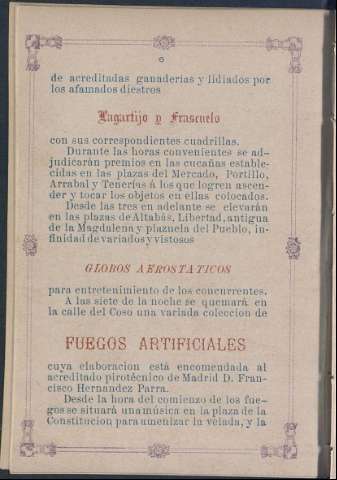 de acreditadas ganaderías y lidiados por
los afamados diestros
Lagartijo y Frascuelo
con sus correspondientes cuadrillas.
Durante las horas convenientes se ad-
judicarán premios en las cucañas estable-
cidas en las plazas del Mercado, Portillo,
Arrabal y Tenerías á los que logren ascen-
der y tocar los objetos en ellas colocados.
Desde las tres en adelante se elevarán
en las plazas de Altabás, Libertad, antigua
de la Magdalena y plazuela del Pueblo, in-
finidad de variados y vistosos
GLOBOS AEROSTATICOS
para entretenimiento de los concurrentes.
A las siete de la noche se quemará en
la calle del Coso una variada coleccion de
FUEGOS ARTIFICIALES
cuya elaboracion está encomendada al
acreditado pirotécnico de Madrid D. Fran-
cisco Hernandez Parra.
Desde la hora del comienzo de los fue-
gos se situará una música en la plaza de la
Constitucion para amenizar la velada, y la